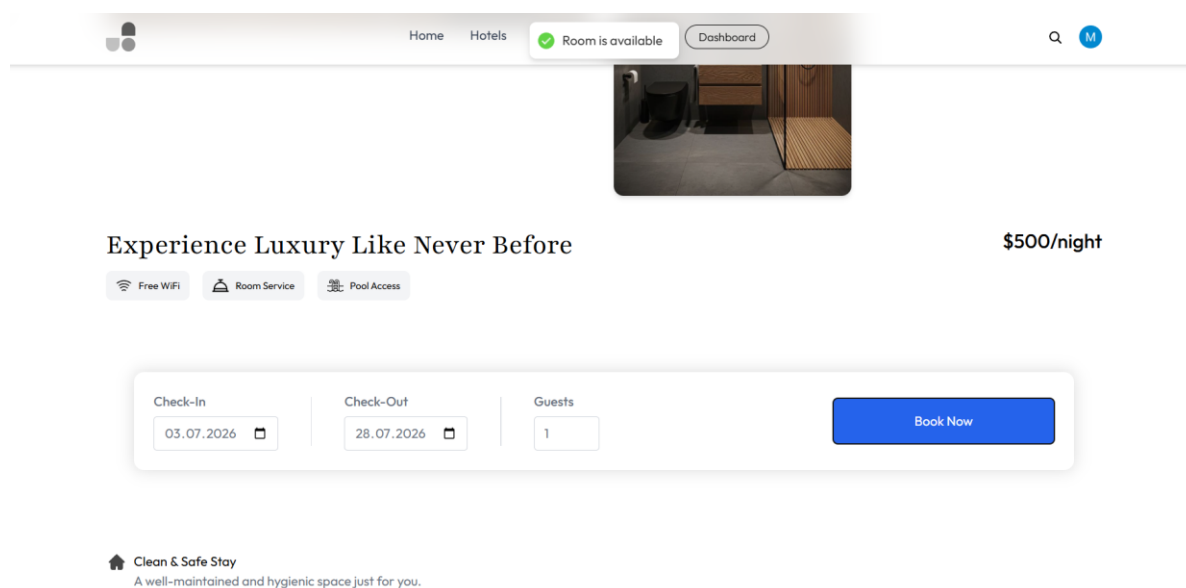 Home Hotels Room is available Dashboard M
Experience Luxury Like Never Before $500/night
Free WiFi Room Service Pool Access
Check-In Check-Out Guests
03.07.2026 28.07.2026 1 Book Now
Clean & Safe Stay
A well-maintained and hygienic space just for you.